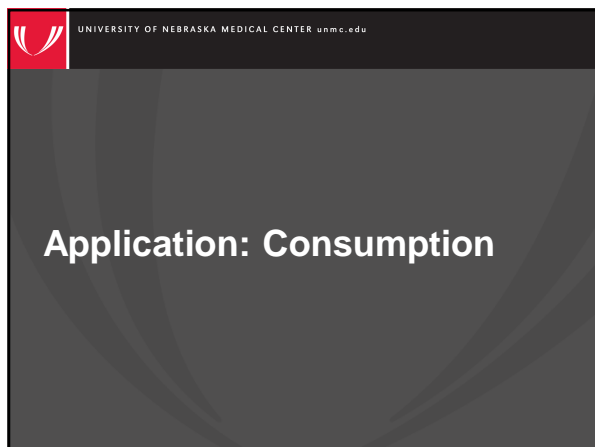 UNIVERSITY OF NEBRASKA MEDICAL CENTER unmc.edu
Application: Consumption